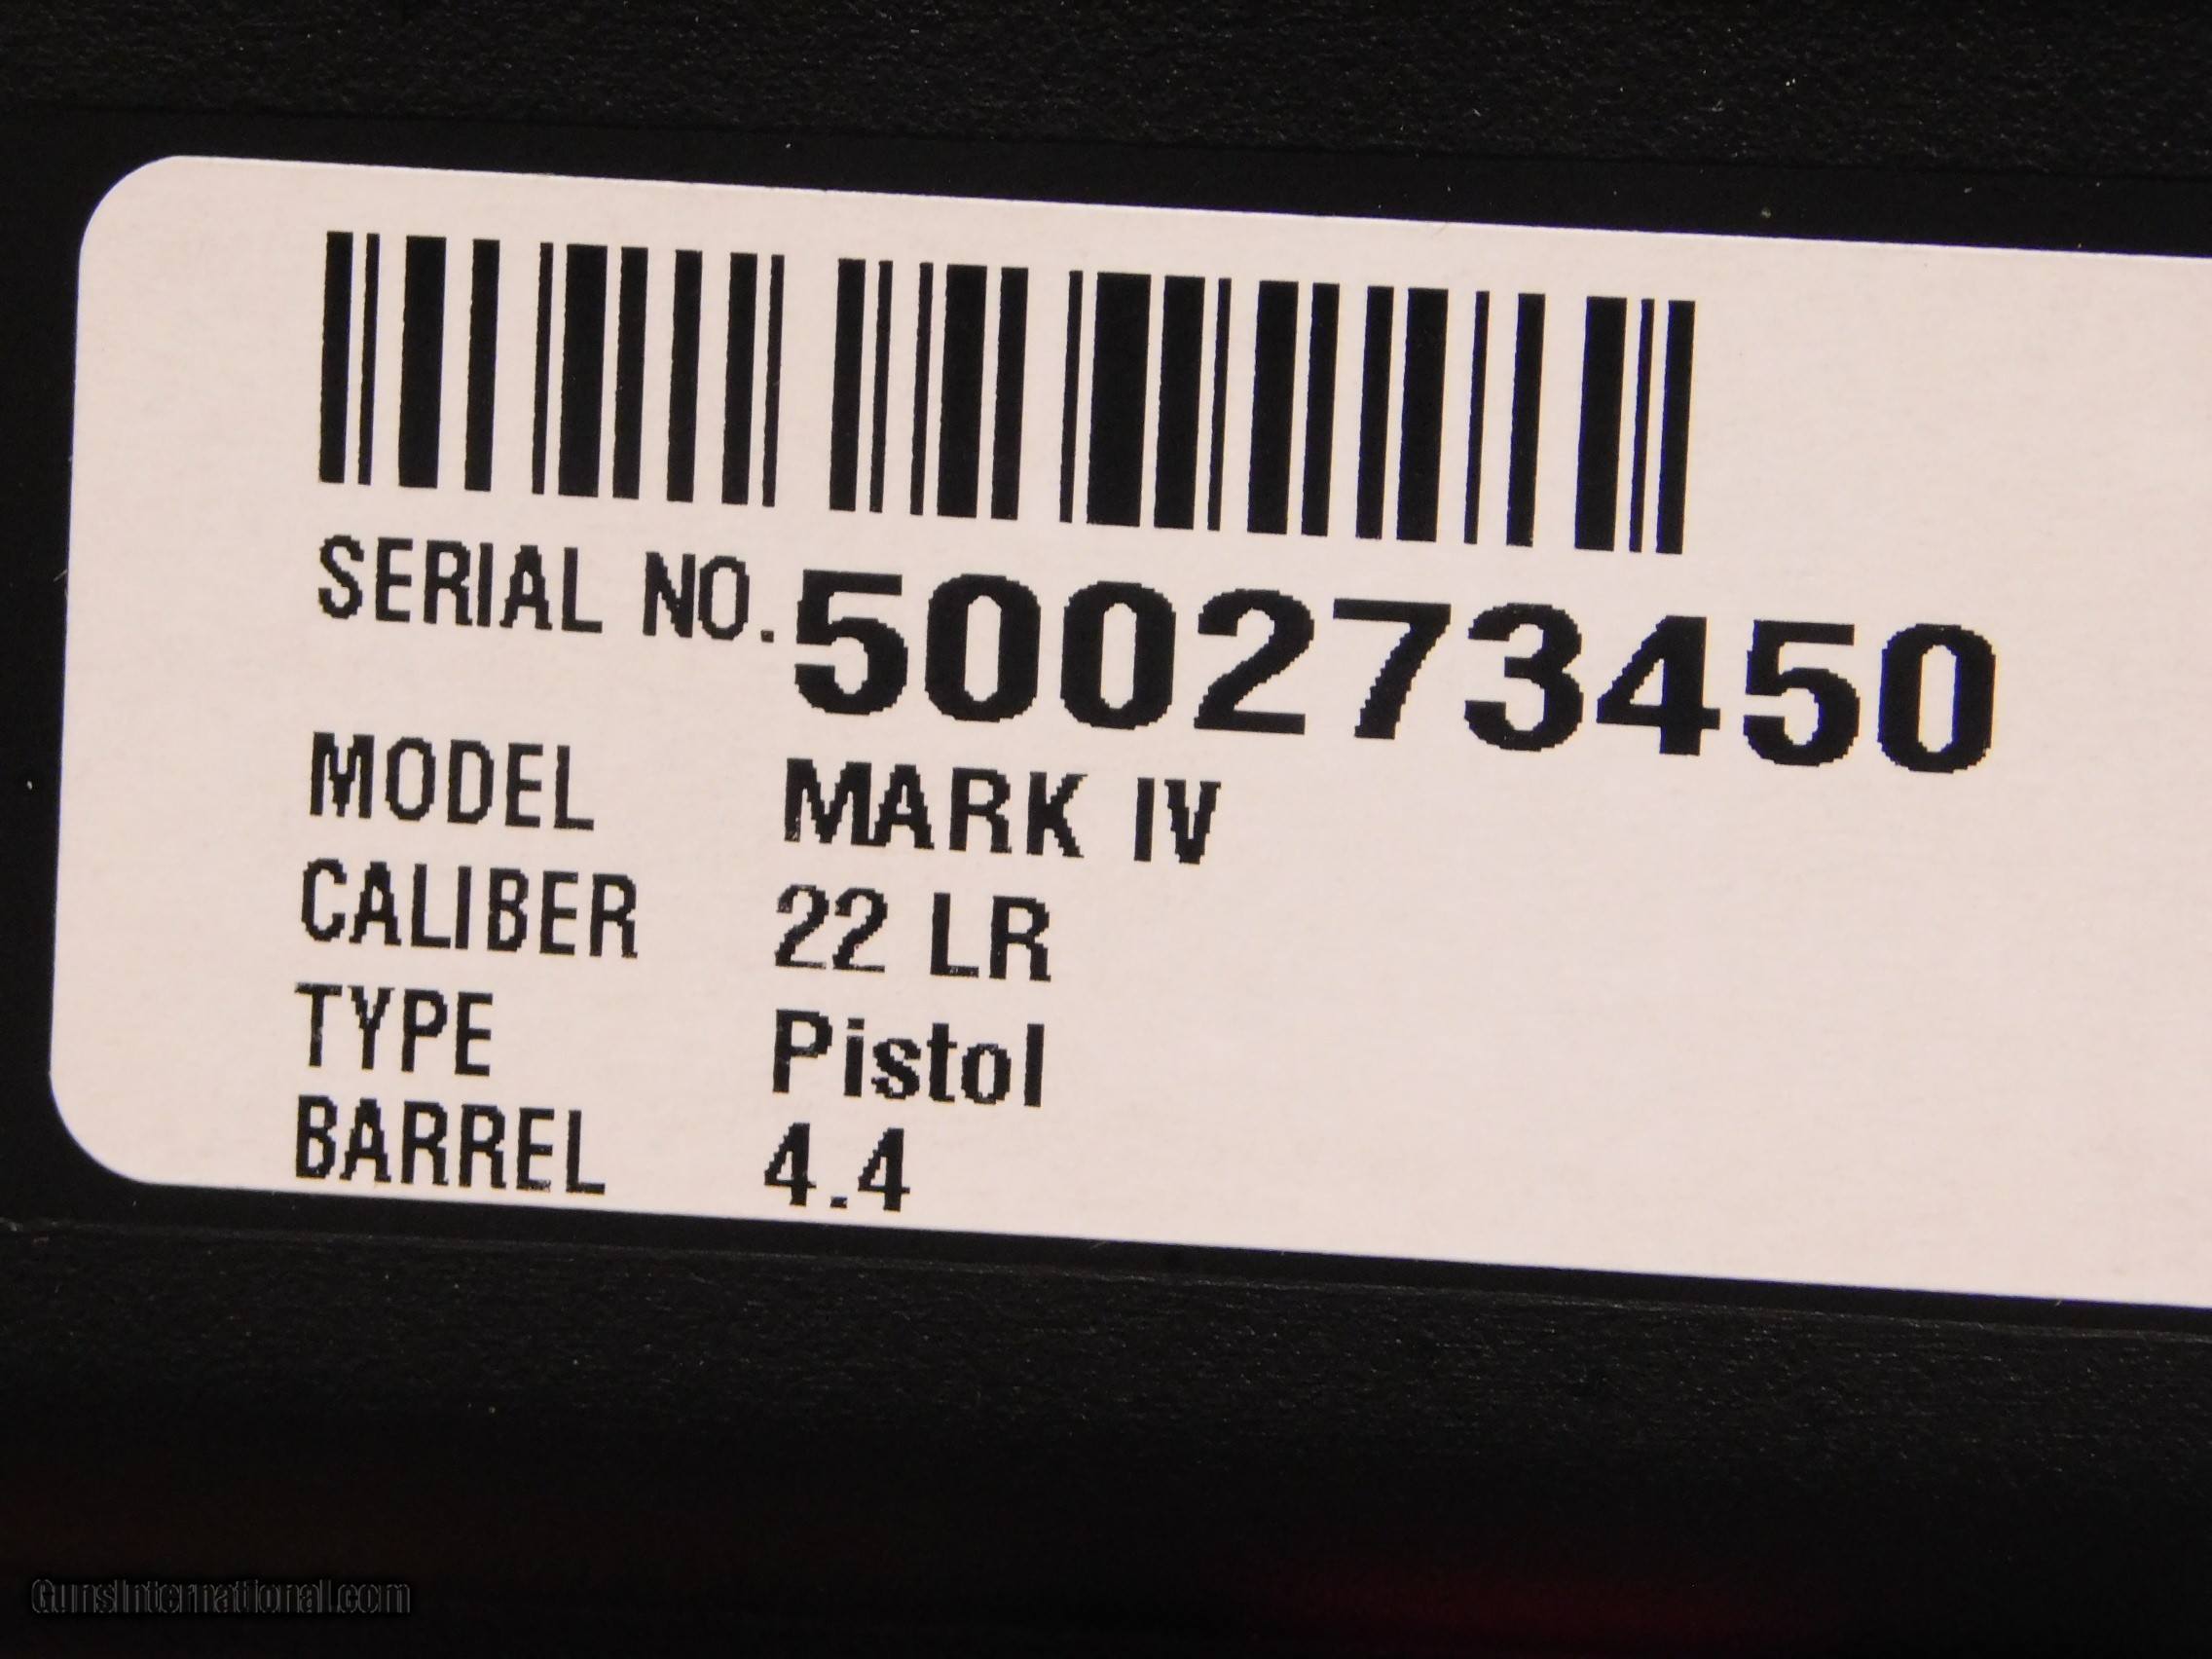 SERIAL NO. 500273450
MODEL MARK IV
CALIBER 22 LR
TYPE Pistol
BARREL 4.4
GunsInternational.com